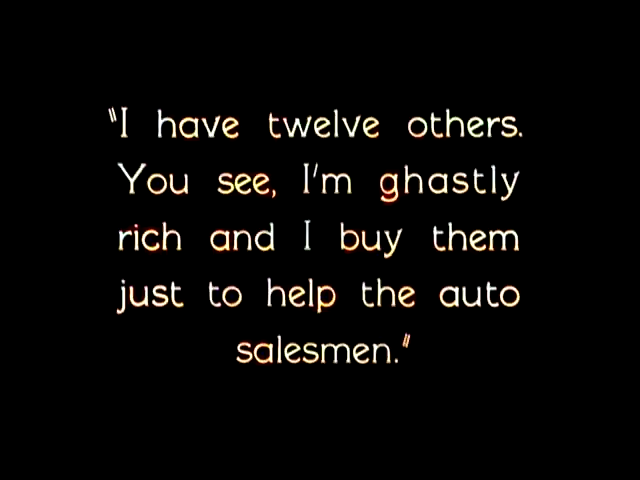 "I have twelve others.
You see, I'm ghastly
rich and I buy them
just to help the auto
salesmen."